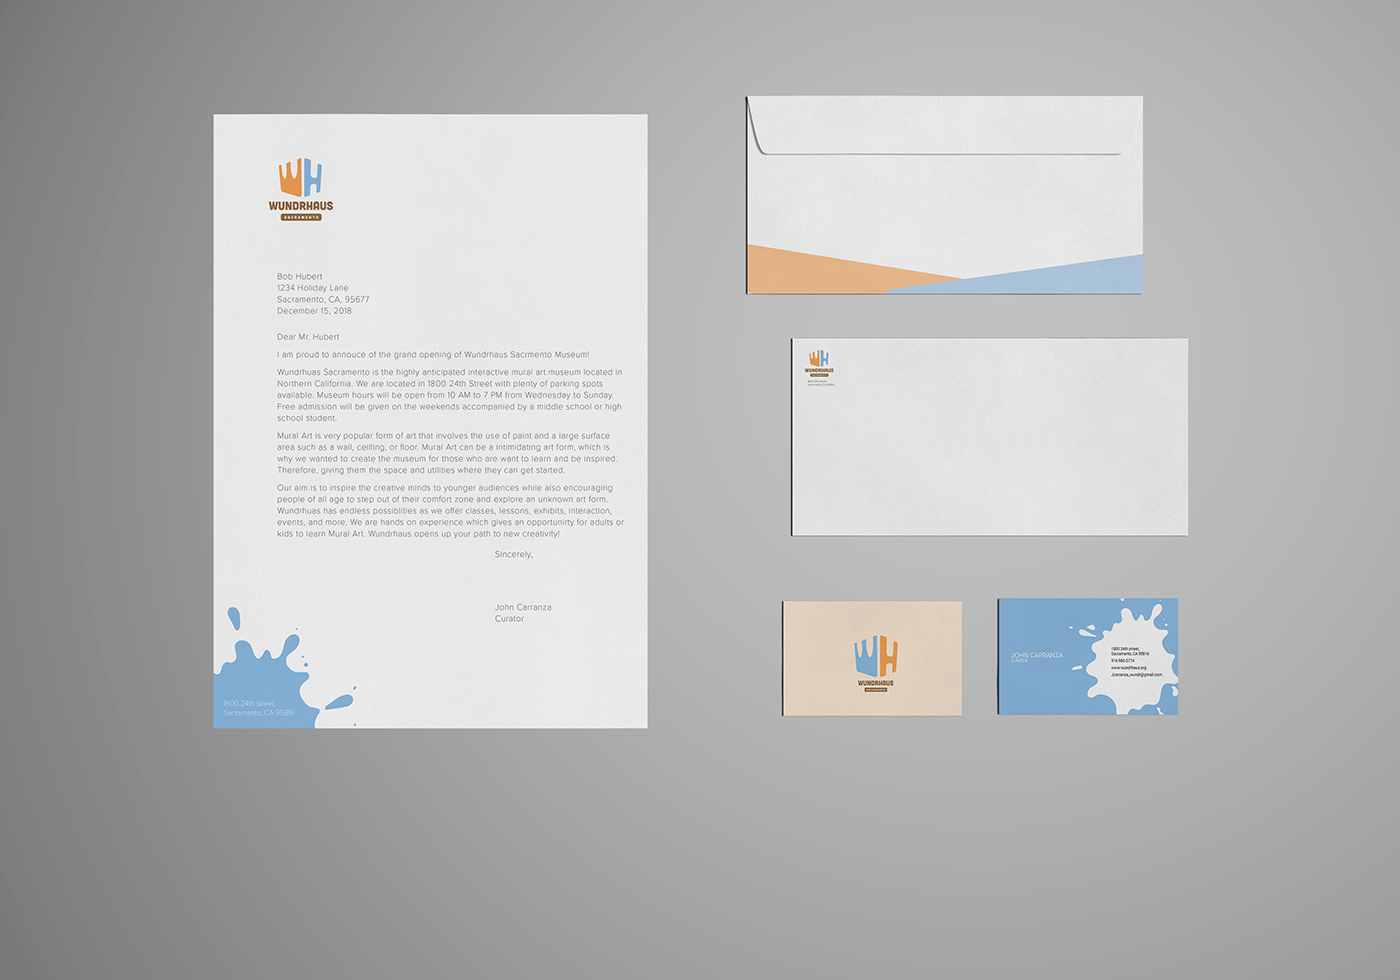 WH
WUNDRHAUS
SACRAMENTO
Bob Hubert
1234 Holiday Lane
Sacramento, CA, 95677
December 15, 2018
Dear Mr. Hubert
I am proud to annouce of the grand opening of Wundrhaus Sacrmento Museum!
Wundrhuas Sacramento is the highly anticipated interactive mural art museum located in
Northern California. We are located in 1800 24th Street with plenty of parking spots
available. Museum hours will be open from 10 AM to 7 PM from Wednesday to Sunday.
Free admission will be given on the weekends accompanied by a middle school or high
school student.
Mural Art is very popular form of art that involves the use of paint and a large surface
area such as a wall, ceilling, or floor. Mural Art can be a intimidating art form, which is
why we wanted to create the museum for those who are want to learn and be inspired.
Therefore, giving them the space and utilities where they can get started.
Our aim is to inspire the creative minds to younger audiences while also encouraging
people of all age to step out of their comfort zone and explore an unknown art form.
Wundrhuas has endless possiblities as we offer classes, lessons, exhibits, interaction,
events, and more. We are hands on experience which gives an opportunirty for adults or
kids to learn Mural Art. Wundrhaus opens up your path to new creativity!
Sincerely,
John Carranza
Curator
1800 24th street,
Sacramento, CA 95816
WH
WUNDRHAUS
SACRAMENTO
1800 24th street,
Sacramento, CA 95816
WH
WUNDRHAUS
SACRAMENTO
JOHN CARRANZA
CURATOR
1800 24th street,
Sacramento, CA 95816
916-986-2774
www.wundrhaus.org
Jcarranza_wundr@gmail.com